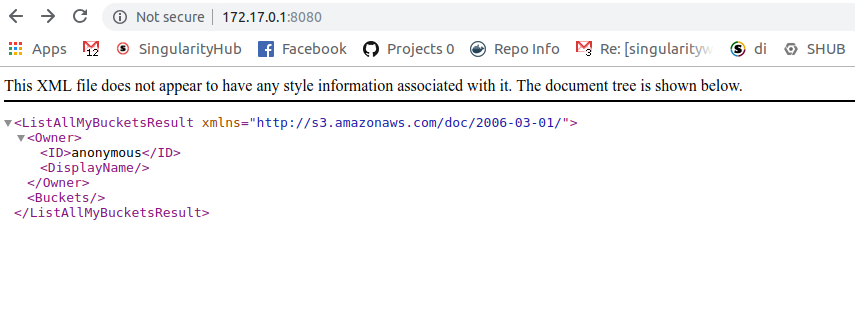 Not secure | 172.17.0.1:8080
Apps 12 SingularityHub Facebook Projects 0 Repo Info 3 Re: [singularityw di SHUB
This XML file does not appear to have any style information associated with it. The document tree is shown below.
▼<ListAllMyBucketsResult xmlns="http://s3.amazonaws.com/doc/2006-03-01/">
▼<Owner>
<ID>anonymous</ID>
<DisplayName/>
</Owner>
<Buckets/>
</ListAllMyBucketsResult>